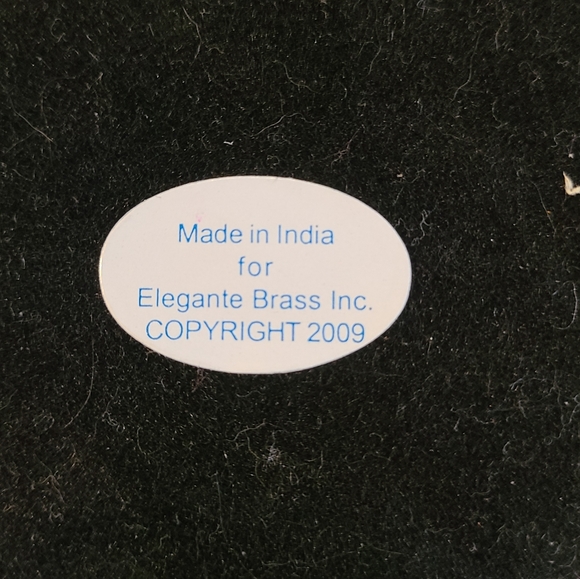 Made in India
for
Elegante Brass Inc.
COPYRIGHT 2009